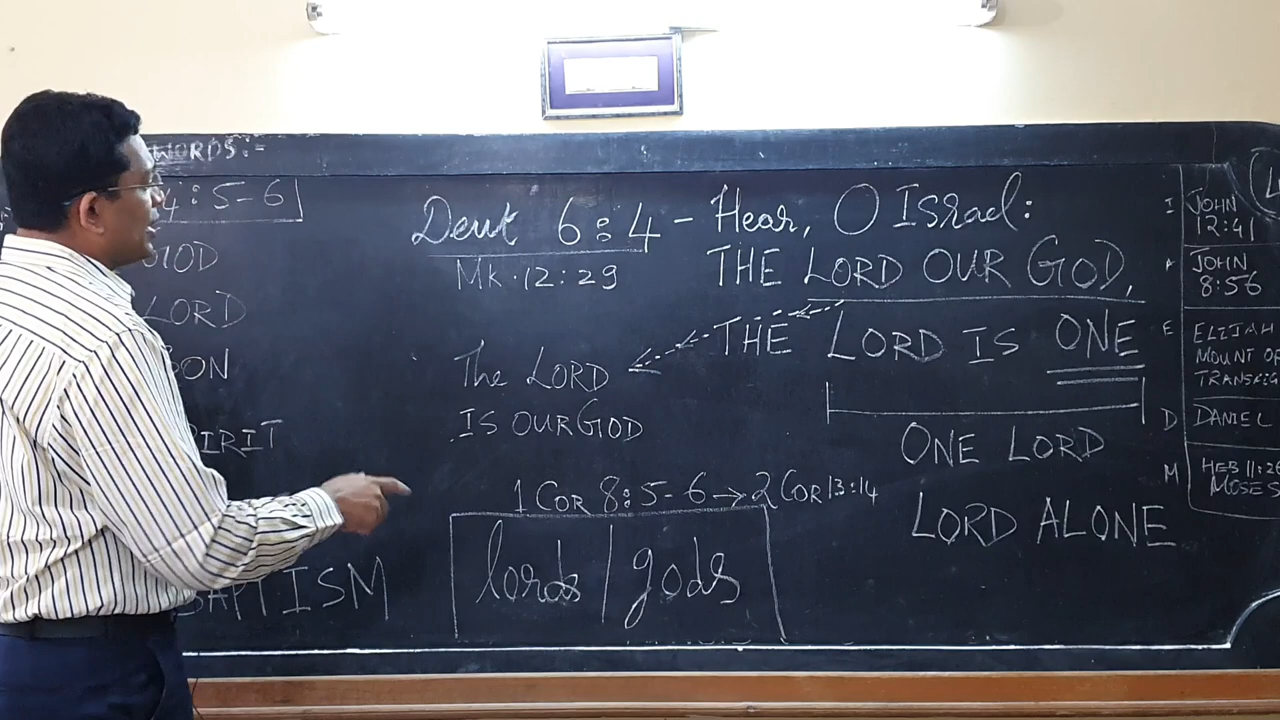 WORDS:-
4:5-6
GOD
LORD
SON
SPIRIT
BAPTISM
Deut 6:4 - Hear, O Israel:
Mk.12:29
THE LORD OUR GOD,
THE LORD IS ONE
The LORD
IS OUR GOD
ONE LORD
1 COR 8:5-6 → 2 COR 13:14
LORD ALONE
lords | gods
I JOHN
12:41
A JOHN
8:56
E ELIJAH
MOUNT OF
D DANIEL
M HEB 11:26
MOSES